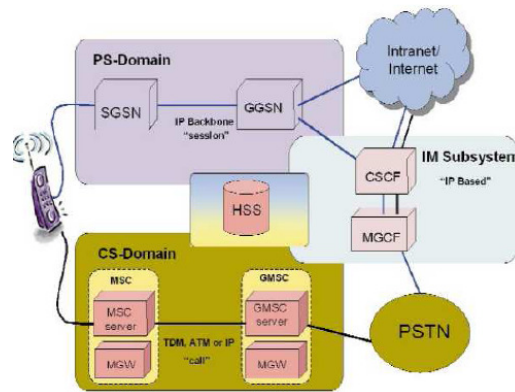 PS-Domain
Intranet/
Internet
SGSN
GGSN
IP Backbone
"session"
IM Subsystem
CSCF
"IP Based"
HSS
MGCF
CS-Domain
MSC
GMSC
MSC
server
GMSC
server
TDM, ATM or IP
"call"
MGW
MGW
PSTN